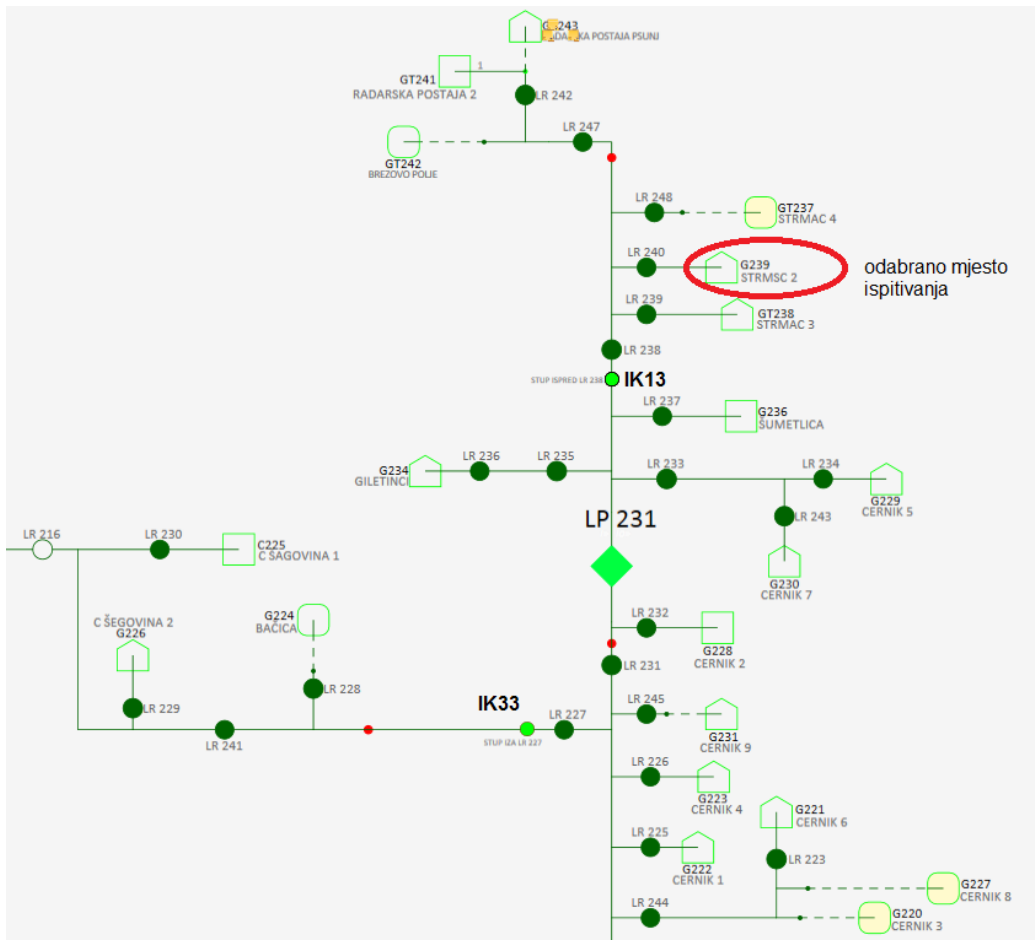 243
KA POSTAJA PSUNJ
GT241
RADARSKA POSTAJA 2
1
LR 242
LR 247
GT242
BREZOVO POLJE
LR 248
GT237
STRMAC 4
LR 240
G239
STRMSC 2
odabrano mjesto
ispitivanja
LR 239
GT238
STRMAC 3
LR 238
STUP ISPRED LR 238
IK13
LR 237
G236
ŠUMETLICA
LR 236
LR 235
G234
GILETINCI
LR 233
LR 234
G229
CERNIK 5
LR 243
G230
CERNIK 7
LP 231
LR 216
LR 230
C225
C SAGOVINA 1
C ŠEGOVINA 2
G226
G224
BAČICA
LR 232
G228
CERNIK 2
LR 231
LR 228
LR 229
LR 241
IK33
LR 227
STUP IZA LR 227
LR 245
G231
CERNIK 9
LR 226
G223
CERNIK 4
G221
CERNIK 6
LR 225
G222
CERNIK 1
LR 223
G227
CERNIK 8
LR 244
G220
CERNIK 3